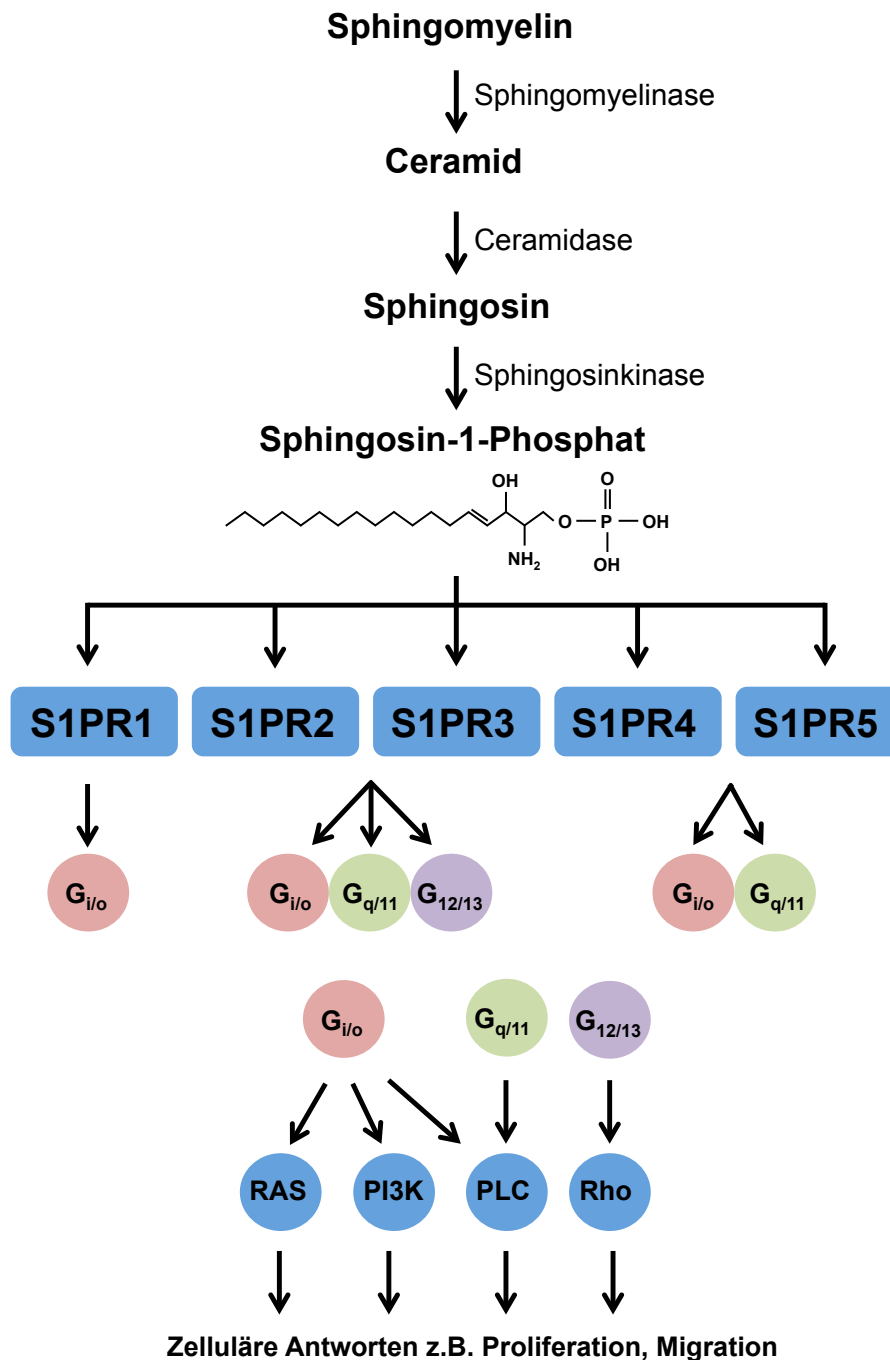 Sphingomyelin
Sphingomyelinase
Ceramid
Ceramidase
Sphingosin
Sphingosinkinase
Sphingosin-1-Phosphat
OH O
O P OH
NH2 OH
S1PR1 S1PR2 S1PR3 S1PR4 S1PR5
Gi/o Gi/o Gq/11 G12/13 Gi/o Gq/11
Gi/o Gq/11 G12/13
RAS PI3K PLC Rho
Zelluläre Antworten z.B. Proliferation, Migration